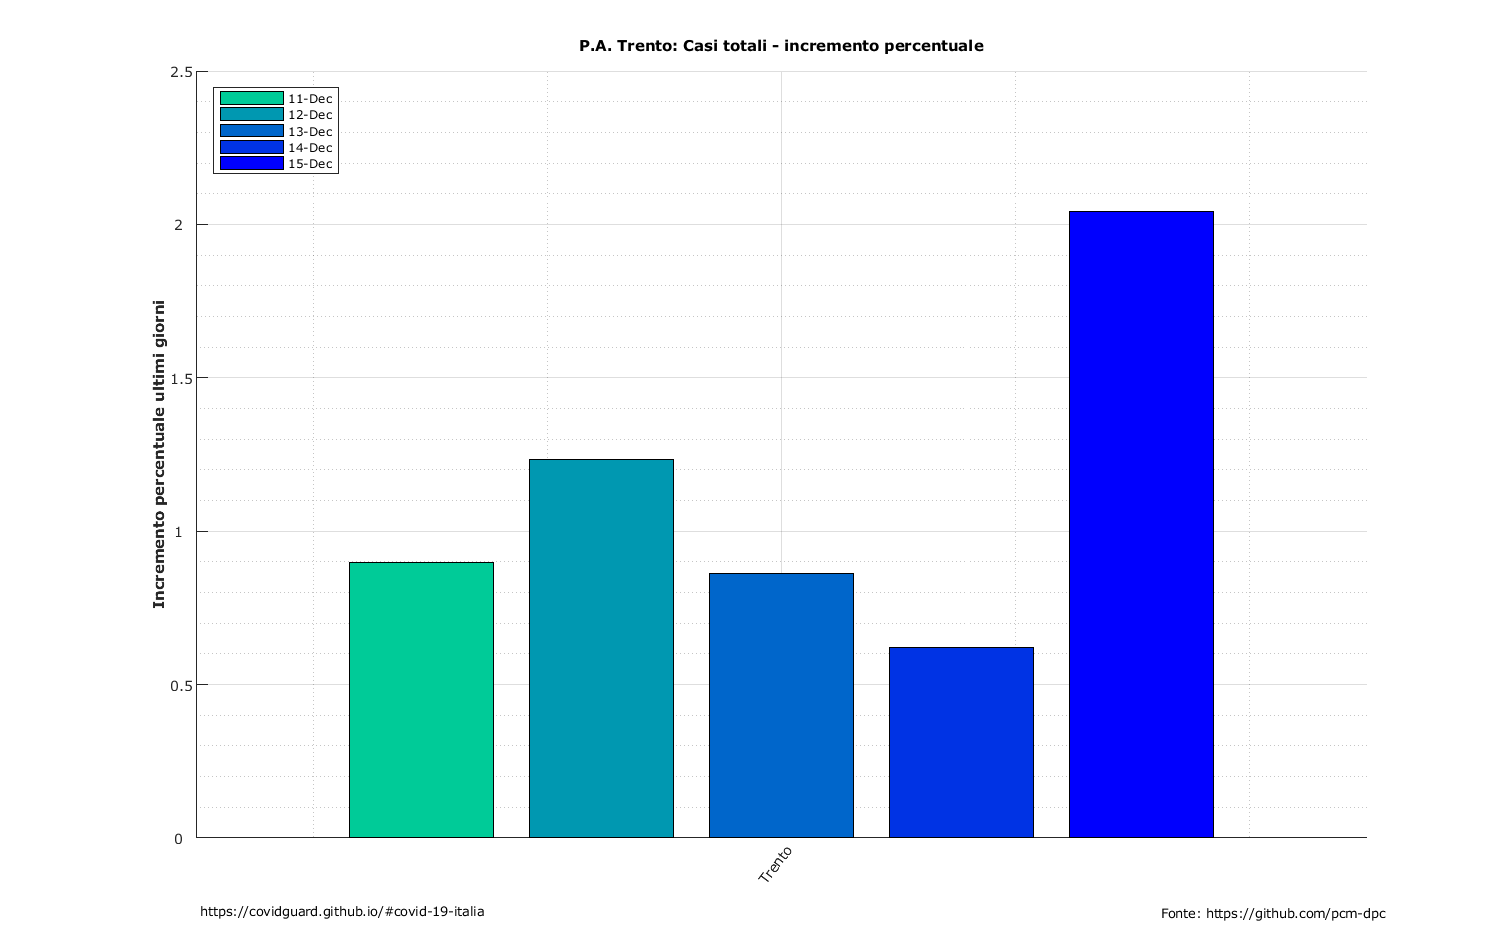 P.A. Trento: Casi totali - incremento percentuale
2.5
2
1.5
1
0.5
0
Incremento percentuale ultimi giorni
11-Dec
12-Dec
13-Dec
14-Dec
15-Dec
Trento
https://covidguard.github.io/#covid-19-italia
Fonte: https://github.com/pcm-dpc